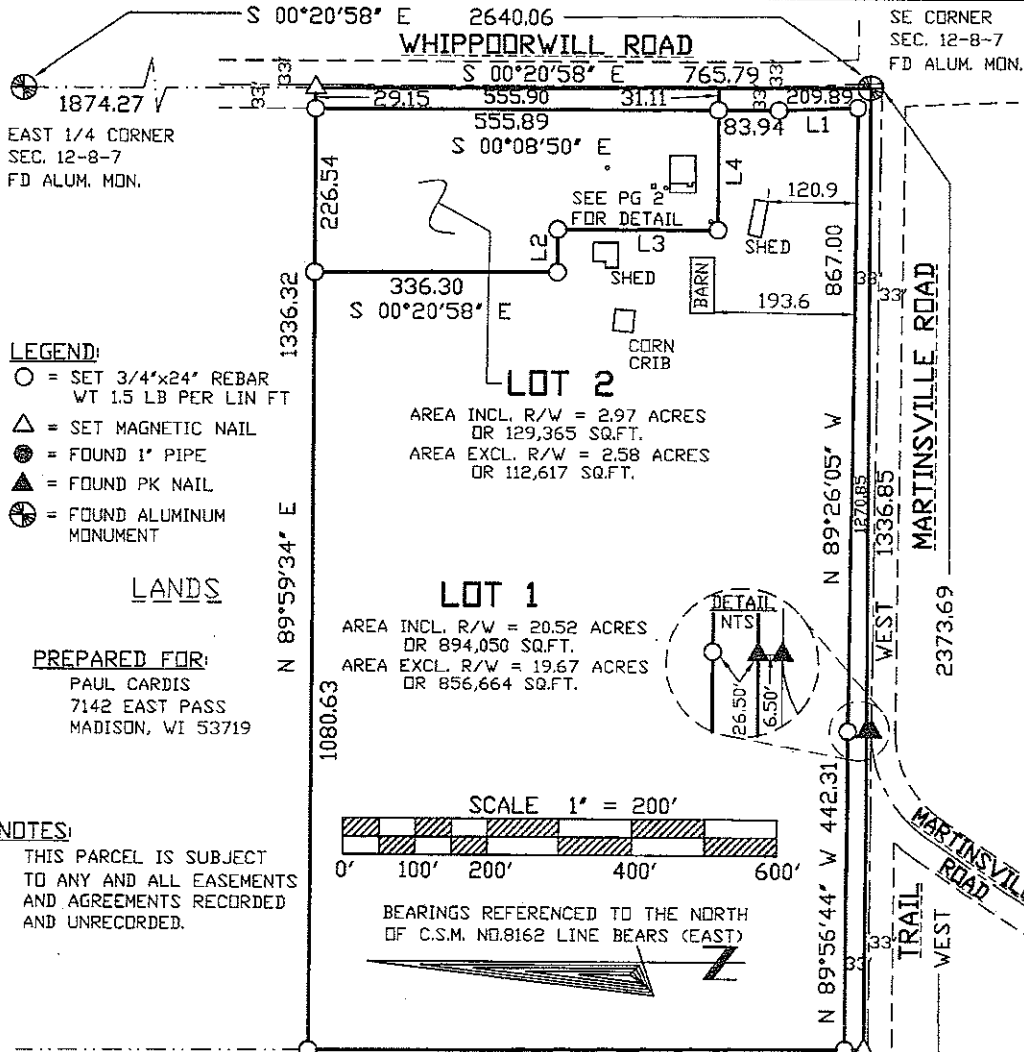 S 00°20'58" E 2640.06
SE CORNER
SEC. 12-8-7
FD ALUM. MON.
WHIPPOORWILL ROAD
S 00°20'58" E 765.79
33'
33'
33'
33'
1874.27
29.15 555.90 31.11 209.89
555.89 83.94 L1
S 00°08'50" E
EAST 1/4 CORNER
SEC. 12-8-7
FD ALUM. MON.
226.54
L4
SEE PG 2
FOR DETAIL
120.9
L2
L3
SHED
SHED
867.00
33'
33'
336.30
S 00°20'58" E
BARN
193.6
1336.32
CORN
CRIB
MARTINSVILLE ROAD
LEGEND:
= SET 3/4"x24" REBAR
WT 1.5 LB PER LIN FT
= SET MAGNETIC NAIL
= FOUND 1" PIPE
= FOUND PK NAIL
= FOUND ALUMINUM
MONUMENT
LOT 2
AREA INCL. R/W = 2.97 ACRES
OR 129,365 SQ.FT.
AREA EXCL. R/W = 2.58 ACRES
OR 112,617 SQ.FT.
N 89°26'05" W
1270.85
1336.85
N 89°59'34" E
LANDS
LOT 1
AREA INCL. R/W = 20.52 ACRES
OR 894,050 SQ.FT.
AREA EXCL. R/W = 19.67 ACRES
OR 856,664 SQ.FT.
DETAIL
NTS
26.50'
6.50'
WEST
2373.69
PREPARED FOR:
PAUL CARDIS
7142 EAST PASS
MADISON, WI 53719
1080.63
SCALE 1" = 200'
0' 100' 200' 400' 600'
442.31
MARTINSVILLE
ROAD
NOTES:
THIS PARCEL IS SUBJECT
TO ANY AND ALL EASEMENTS
AND AGREEMENTS RECORDED
AND UNRECORDED.
BEARINGS REFERENCED TO THE NORTH
OF C.S.M. NO.8162 LINE BEARS (EAST)
N
N 89°56'44" W
33'
33'
TRAIL
WEST